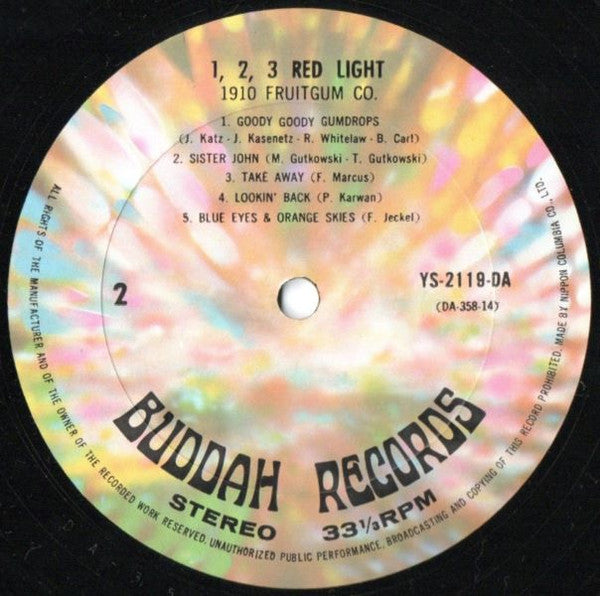 1, 2, 3 RED LIGHT
1910 FRUITGUM CO.
1. GOODY GOODY GUMDROPS
(J. Katz - J. Kasenetz - R. Whitelaw - B. Carl)
2. SISTER JOHN (M. Gutkowski - T. Gutkowski)
3. TAKE AWAY (F. Marcus)
4. LOOKIN' BACK (P. Karwan)
5. BLUE EYES & ORANGE SKIES (F. Jeckel)
2
YS-2119-DA
(DA-358-14)
BUDDAH RECORDS
STEREO
33⅓RPM
ALL RIGHTS OF THE MANUFACTURER AND OF THE OWNER OF THE RECORDED WORK RESERVED. UNAUTHORIZED PUBLIC PERFORMANCE, BROADCASTING AND COPYING OF THIS RECORD PROHIBITED. MADE BY NIPPON COLUMBIA CO., LTD.